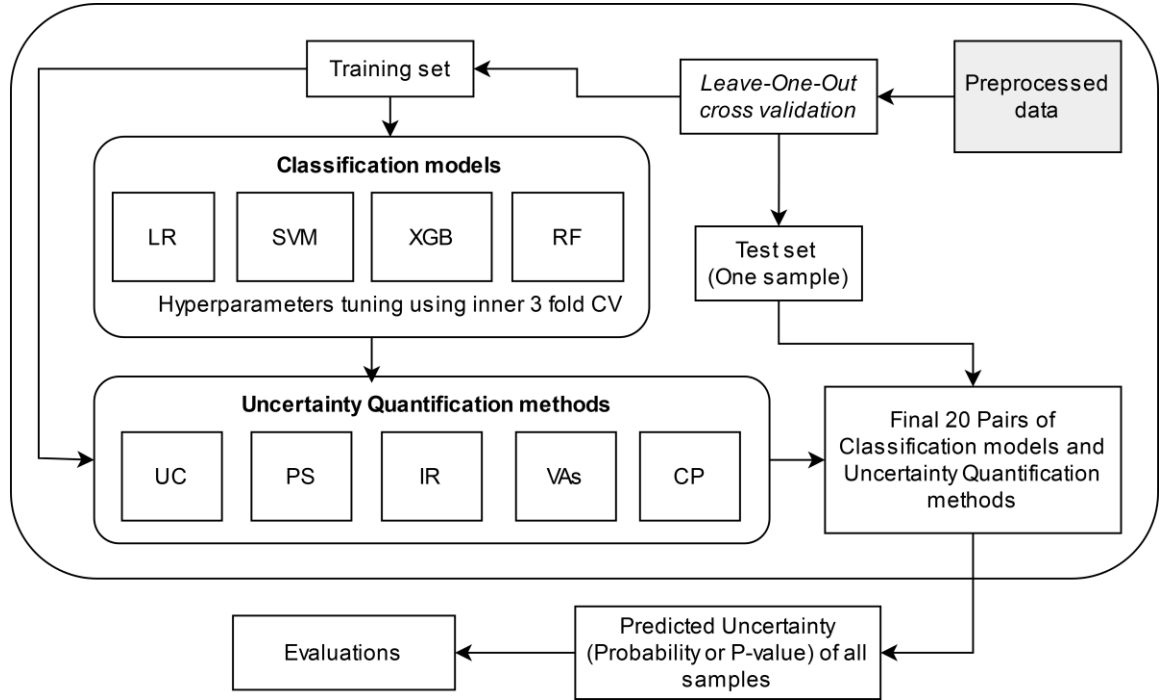 Training set
Leave-One-Out
cross validation
Preprocessed
data
Classification models
LR
SVM
XGB
RF
Hyperparameters tuning using inner 3 fold CV
Test set
(One sample)
Uncertainty Quantification methods
UC
PS
IR
VAs
CP
Final 20 Pairs of
Classification models and
Uncertainty Quantification
methods
Predicted Uncertainty
(Probability or P-value) of all
samples
Evaluations